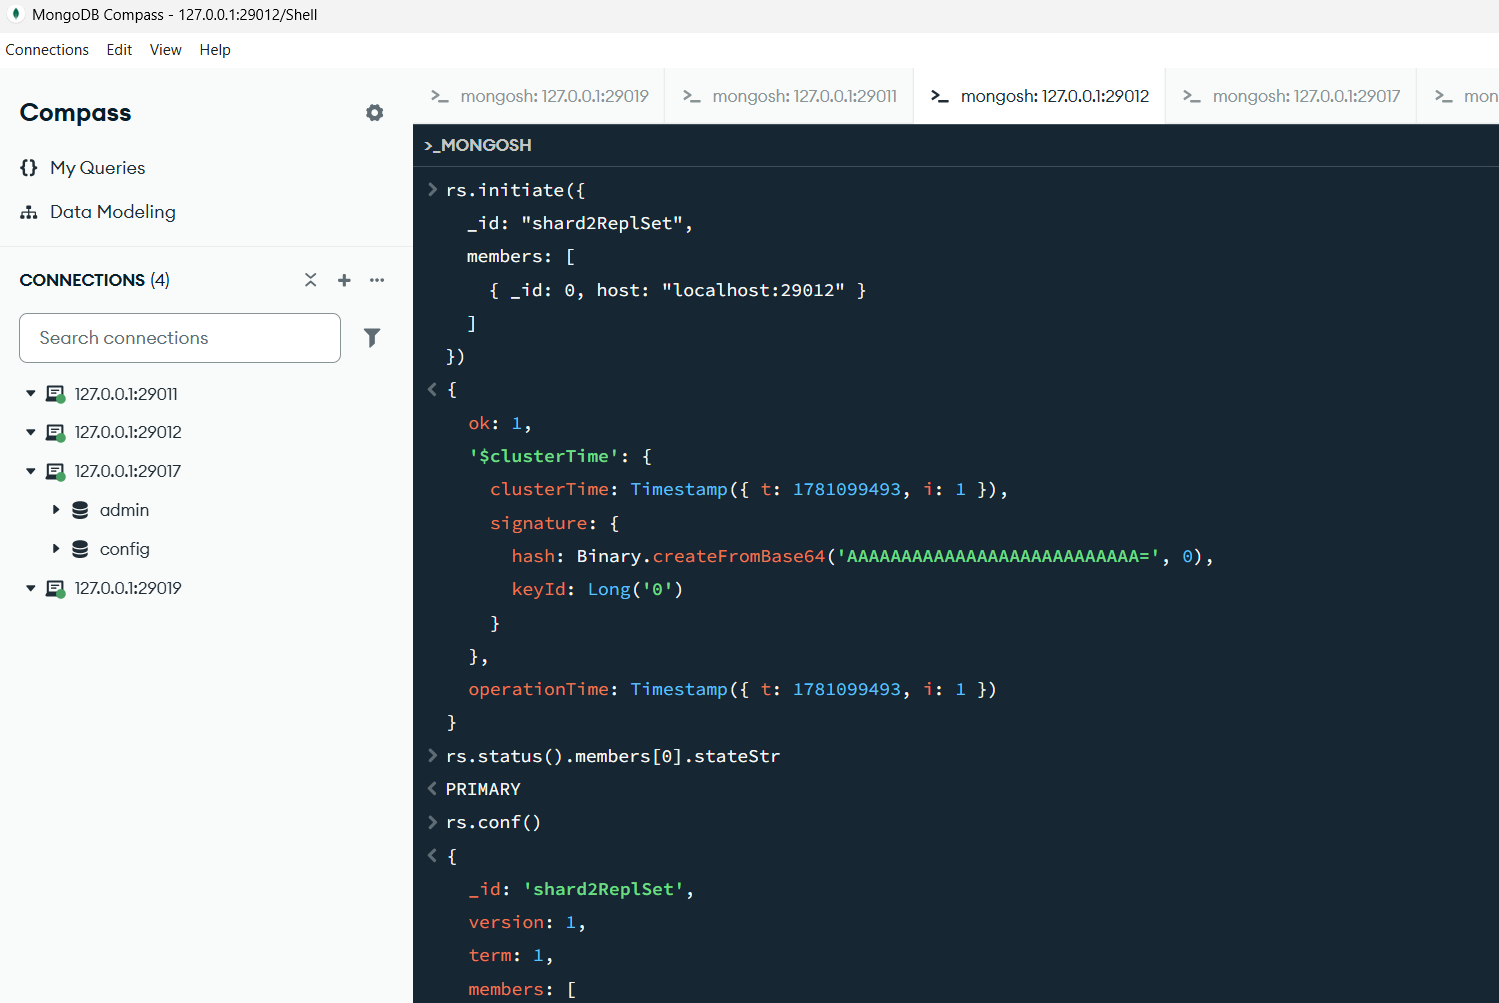 MongoDB Compass - 127.0.0.1:29012/Shell
Connections Edit View Help
Compass
My Queries
Data Modeling
CONNECTIONS (4)
Search connections
127.0.0.1:29011
127.0.0.1:29012
127.0.0.1:29017
admin
config
127.0.0.1:29019
>_ mongosh: 127.0.0.1:29019 >_ mongosh: 127.0.0.1:29011 >_ mongosh: 127.0.0.1:29012 >_ mongosh: 127.0.0.1:29017 >_ mon
>_MONGOSH
> rs.initiate({
_id: "shard2ReplSet",
members: [
{ _id: 0, host: "localhost:29012" }
]
})
< {
ok: 1,
'$clusterTime': {
clusterTime: Timestamp({ t: 1781099493, i: 1 }),
signature: {
hash: Binary.createFromBase64('AAAAAAAAAAAAAAAAAAAAAAAAAAA=', 0),
keyId: Long('0')
}
},
operationTime: Timestamp({ t: 1781099493, i: 1 })
}
> rs.status().members[0].stateStr
< PRIMARY
> rs.conf()
< {
_id: 'shard2ReplSet',
version: 1,
term: 1,
members: [